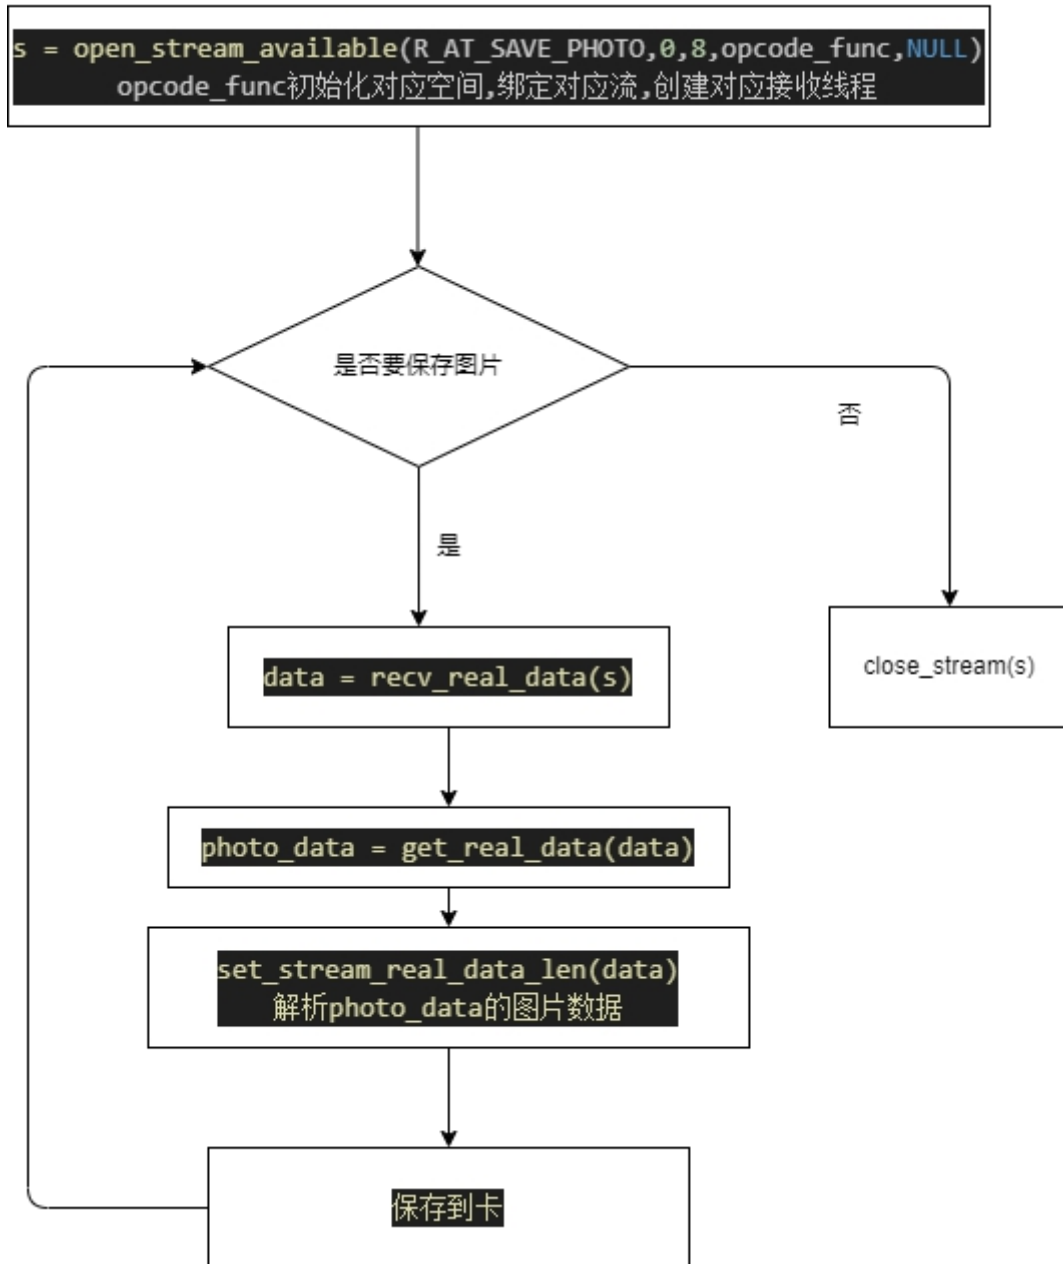 s = open_stream_available(R_AT_SAVE_PHOTO,0,8,opcode_func,NULL)
opcode_func初始化对应空间,绑定对应流,创建对应接收线程
是否要保存图片
否
是
data = recv_real_data(s)
close_stream(s)
photo_data = get_real_data(data)
set_stream_real_data_len(data)
解析photo_data的图片数据
保存到卡